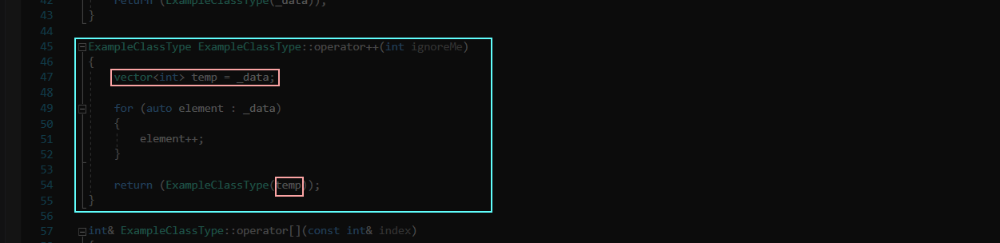 42 return (ExampleClassType(_data));
43 }
44
45 ExampleClassType ExampleClassType::operator++(int ignoreMe)
46 {
47 vector<int> temp = _data;
48
49 for (auto element : _data)
50 {
51 element++;
52 }
53
54 return (ExampleClassType(temp));
55 }
56
57 int& ExampleClassType::operator[](const int& index)
{